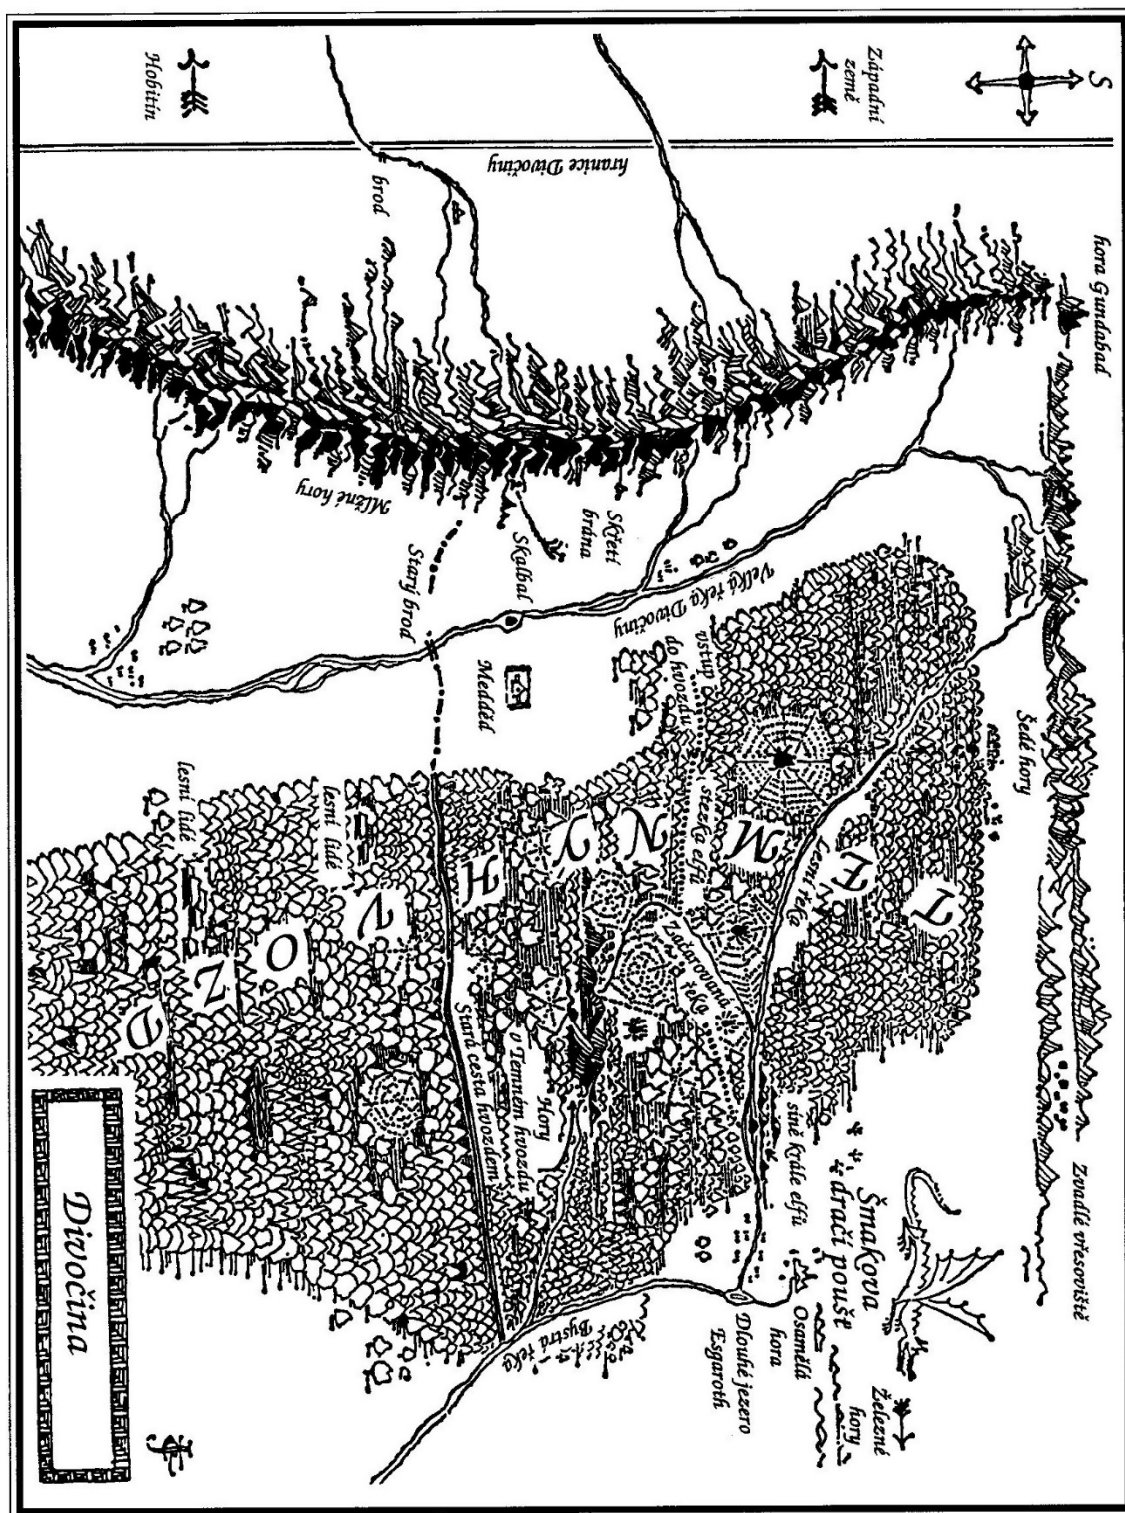 S
Západní
země
Hobitín
hranice Divočiny
brod
hora Gundabad
Mlžné hory
Skřetí
brána
Skalbal
Starý brod
Velká řeka Divočiny
Medděd
Šedé hory
vstup
do hvozdu
stezka elfů
lesní lidé
lesní lidé
TEMNÝ HVOZD
Lesní řeka
Začarovaná
řeka
Hory
v Temném hvozdu
Stará cesta hvozdem
síně krále elfů
Zvadlé vřesoviště
Šmakova
dračí poušť
Osamělá
hora
Dlouhé jezero
Esgaroth
Železné
hory
Bystrá řeka
Divočina